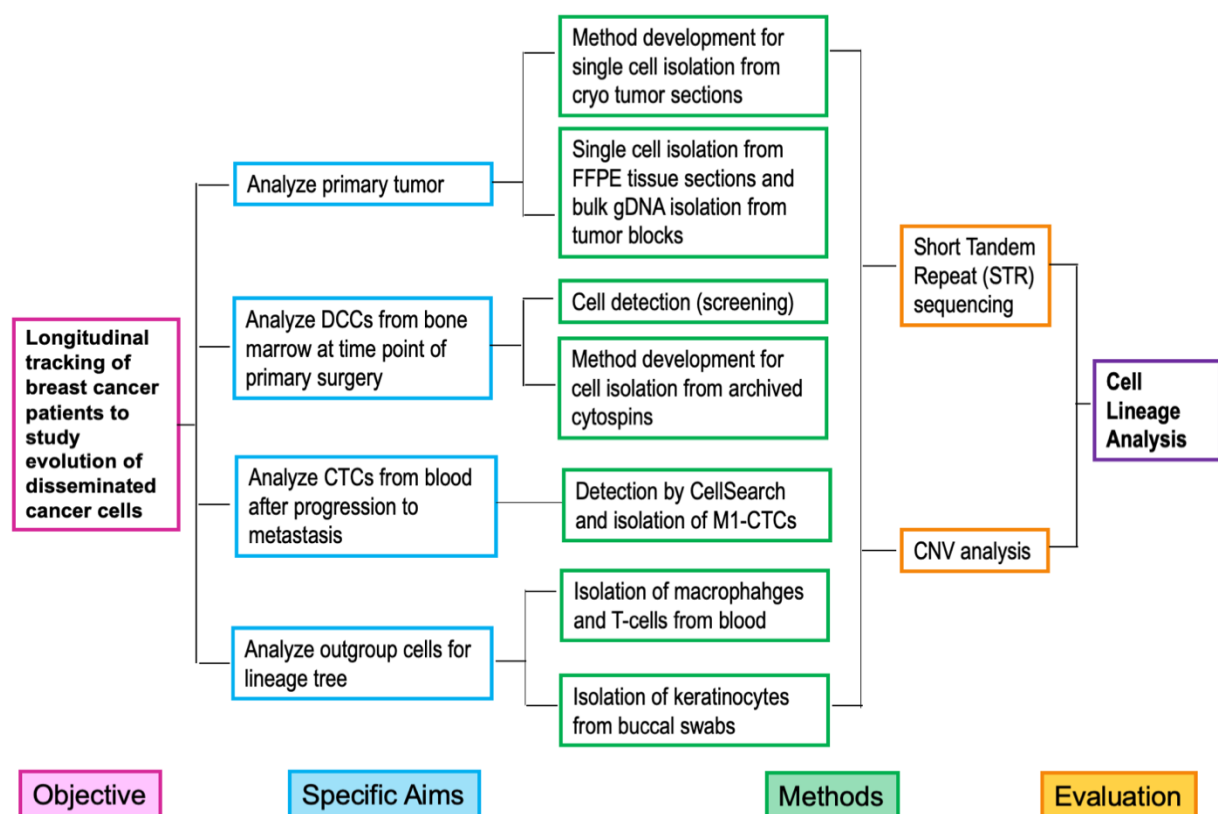 Longitudinal
tracking of
breast cancer
patients to
study
evolution of
disseminated
cancer cells
Analyze primary tumor
Analyze DCCs from bone
marrow at time point of
primary surgery
Analyze CTCs from blood
after progression to
metastasis
Analyze outgroup cells for
lineage tree
Method development for
single cell isolation from
cryo tumor sections
Single cell isolation from
FFPE tissue sections and
bulk gDNA isolation from
tumor blocks
Cell detection (screening)
Method development for
cell isolation from archived
cytospins
Detection by CellSearch
and isolation of M1-CTCs
Isolation of macrophahges
and T-cells from blood
Isolation of keratinocytes
from buccal swabs
Short Tandem
Repeat (STR)
sequencing
CNV analysis
Cell
Lineage
Analysis
Objective
Specific Aims
Methods
Evaluation